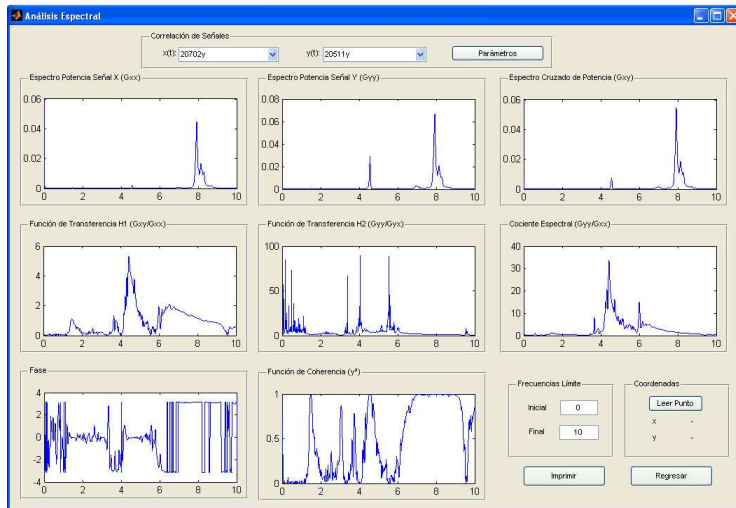 Análisis Espectral
Correlación de Señales
x(t): 20702y
y(t): 20511y
Parámetros
Espectro Potencia Señal X (Gxx)
0.06
0.04
0.02
0
0 2 4 6 8 10
Espectro Potencia Señal Y (Gyy)
0.08
0.06
0.04
0.02
0
0 2 4 6 8 10
Espectro Cruzado de Potencia (Gxy)
0.06
0.04
0.02
0
0 2 4 6 8 10
Función de Transferencia H1 (Gxy/Gxx)
6
4
2
0
0 2 4 6 8 10
Función de Transferencia H2 (Gyy/Gyx)
100
50
0
0 2 4 6 8 10
Cociente Espectral (Gyy/Gxx)
40
30
20
10
0
0 2 4 6 8 10
Fase
4
2
0
-2
-4
0 2 4 6 8 10
Función de Coherencia (γ²)
1
0.5
0
0 2 4 6 8 10
Frecuencias Límite
Inicial 0
Final 10
Coordenadas
Leer Punto
x -
y -
Imprimir
Regresar